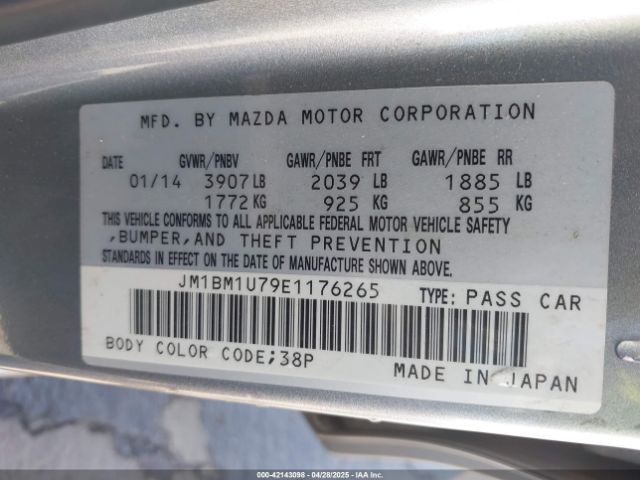 MFD. BY MAZDA MOTOR CORPORATION
DATE GVWR/PNBV GAWR/PNBE FRT GAWR/PNBE RR
01/14 3907 LB 2039 LB 1885 LB
1772 KG 925 KG 855 KG
THIS VEHICLE CONFORMS TO ALL APPLICABLE FEDERAL MOTOR VEHICLE SAFETY
,BUMPER,AND THEFT PREVENTION
STANDARDS IN EFFECT ON THE DATE OF MANUFACTURE SHOWN ABOVE.
JM1BM1U79E1176265 TYPE: PASS CAR
BODY COLOR CODE;38P
MADE IN JAPAN
000-42143098 - 04/28/2025 - IAAI.COM